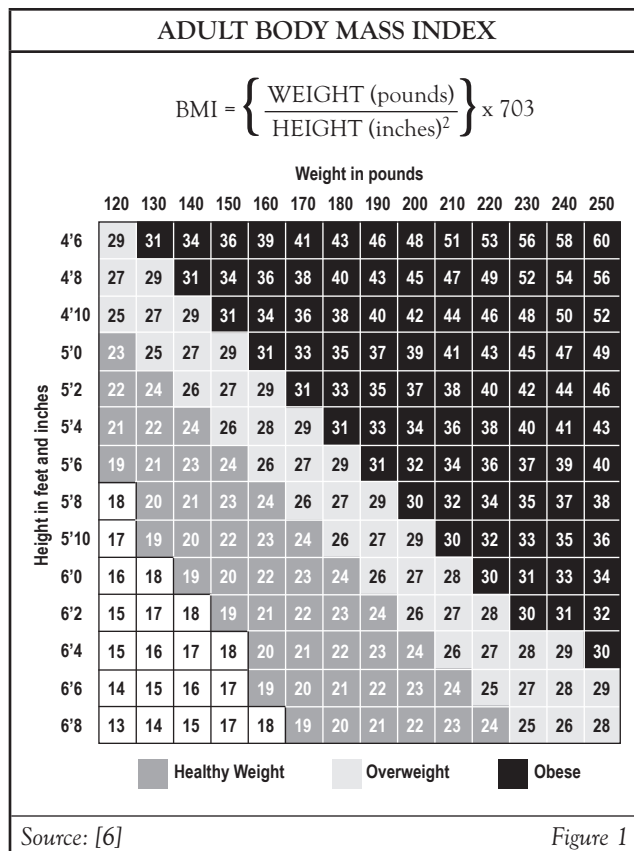 ADULT BODY MASS INDEX
BMI = { WEIGHT (pounds) / HEIGHT (inches)² } x 703
Weight in pounds
120 130 140 150 160 170 180 190 200 210 220 230 240 250
Height in feet and inches
4'6 29 31 34 36 39 41 43 46 48 51 53 56 58 60
4'8 27 29 31 34 36 38 40 43 45 47 49 52 54 56
4'10 25 27 29 31 34 36 38 40 42 44 46 48 50 52
5'0 23 25 27 29 31 33 35 37 39 41 43 45 47 49
5'2 22 24 26 27 29 31 33 35 37 38 40 42 44 46
5'4 21 22 24 26 28 29 31 33 34 36 38 40 41 43
5'6 19 21 23 24 26 27 29 31 32 34 36 37 39 40
5'8 18 20 21 23 24 26 27 29 30 32 34 35 37 38
5'10 17 19 20 22 23 24 26 27 29 30 32 33 35 36
6'0 16 18 19 20 22 23 24 26 27 28 30 31 33 34
6'2 15 17 18 19 21 22 23 24 26 27 28 30 31 32
6'4 15 16 17 18 20 21 22 23 24 26 27 28 29 30
6'6 14 15 16 17 19 20 21 22 23 24 25 27 28 29
6'8 13 14 15 17 18 19 20 21 22 23 24 25 26 28
Healthy Weight Overweight Obese
Source: [6] Figure 1